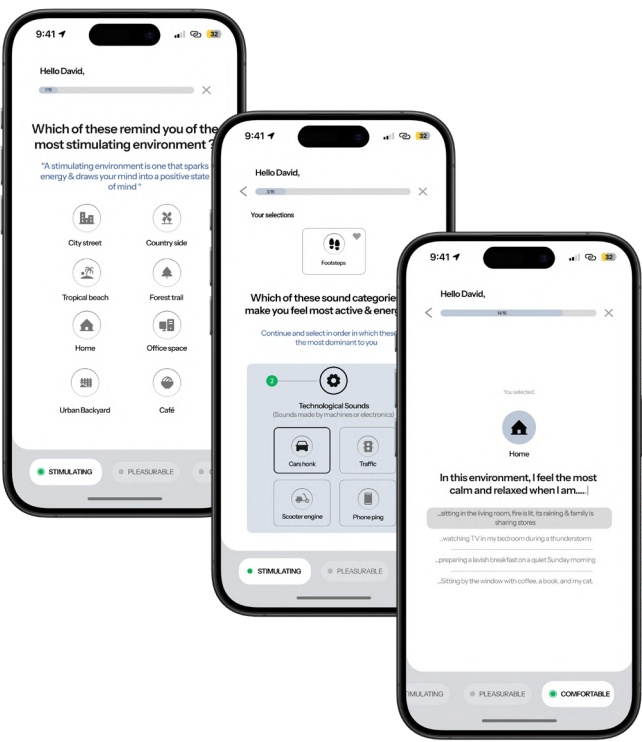 9:41
32
Hello David,
1/16
Which of these remind you of the
most stimulating environment ?
"A stimulating environment is one that sparks
energy & draws your mind into a positive state
of mind "
City street
Country side
Tropical beach
Forest trail
Home
Office space
Urban Backyard
Café
STIMULATING
PLEASURABLE
9:41
32
Hello David,
Your selections
Footsteps
Which of these sound categorie
make you feel most active & energ
Continue and select in order in which thes
the most dominant to you
2
Technological Sounds
(Sounds made by machines or electronics)
Cars honk
Traffic
Scooter engine
Phone ping
STIMULATING
PLEASURABLE
9:41
32
Hello David,
14/16
You selected,
Home
In this environment, I feel the most
calm and relaxed when I am.....|
...sitting in the living room, fire is lit, its raining & family is
sharing stores
...watching TV in my bedroom during a thunderstorm
...preparing a lavish breakfast on a quiet Sunday morning
...Sitting by the window with coffee, a book, and my cat.
IMULATING
PLEASURABLE
COMFORTABLE